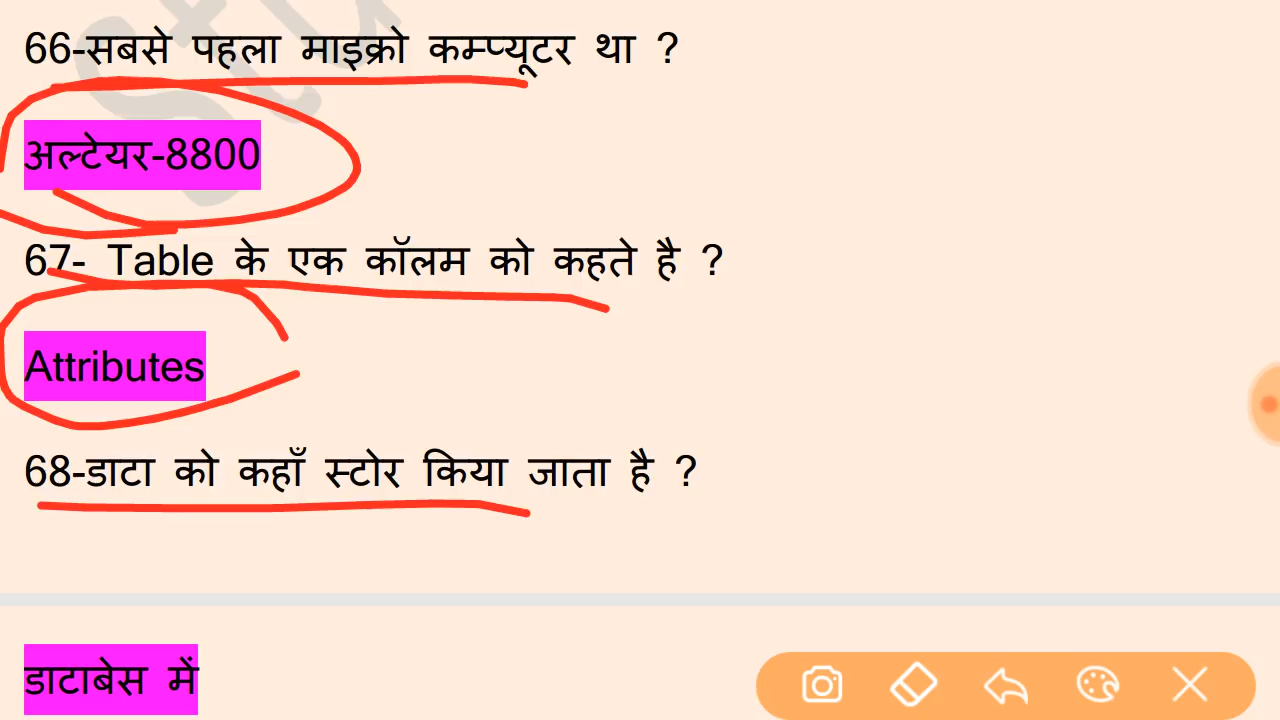 66-सबसे पहला माइक्रो कम्प्यूटर था ?
अल्टेयर-8800
67- Table के एक कॉलम को कहते है ?
Attributes
68-डाटा को कहाँ स्टोर किया जाता है ?
डाटाबेस में